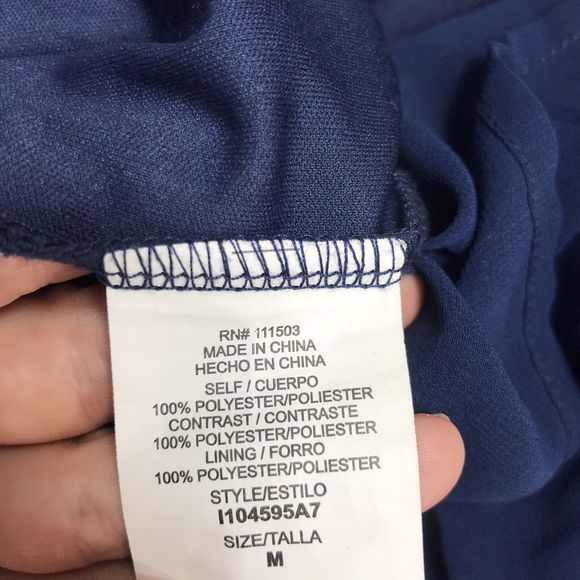 RN# 111503
MADE IN CHINA
HECHO EN CHINA
SELF / CUERPO
100% POLYESTER/POLIESTER
CONTRAST / CONTRASTE
100% POLYESTER/POLIESTER
LINING / FORRO
100% POLYESTER/POLIESTER
STYLE/ESTILO
I104595A7
SIZE/TALLA
M